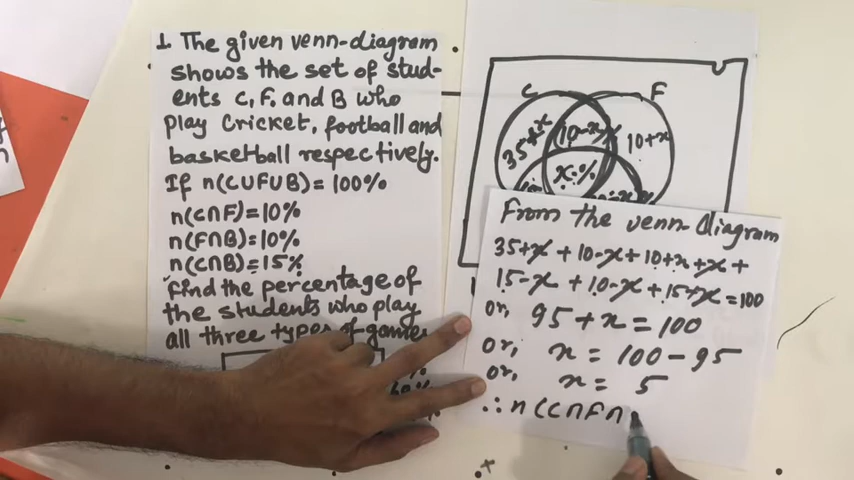 1. The given venn-diagram
shows the set of stud-
ents C, F, and B who
play Cricket, football and
basketball respectively.
If n(CUFUB) = 100%
n(C∩F) = 10%
n(F∩B) = 10%
n(C∩B) = 15%
find the percentage of
the students who play
all three types of games
C
F
35+x
10-x
10+x
x%
From the venn-diagram
35+x+10-x+10+x+x+
15-x+10-x+15+x=100
or, 95+x=100
or, x = 100-95
or, x = 5
∴ n(C∩F∩